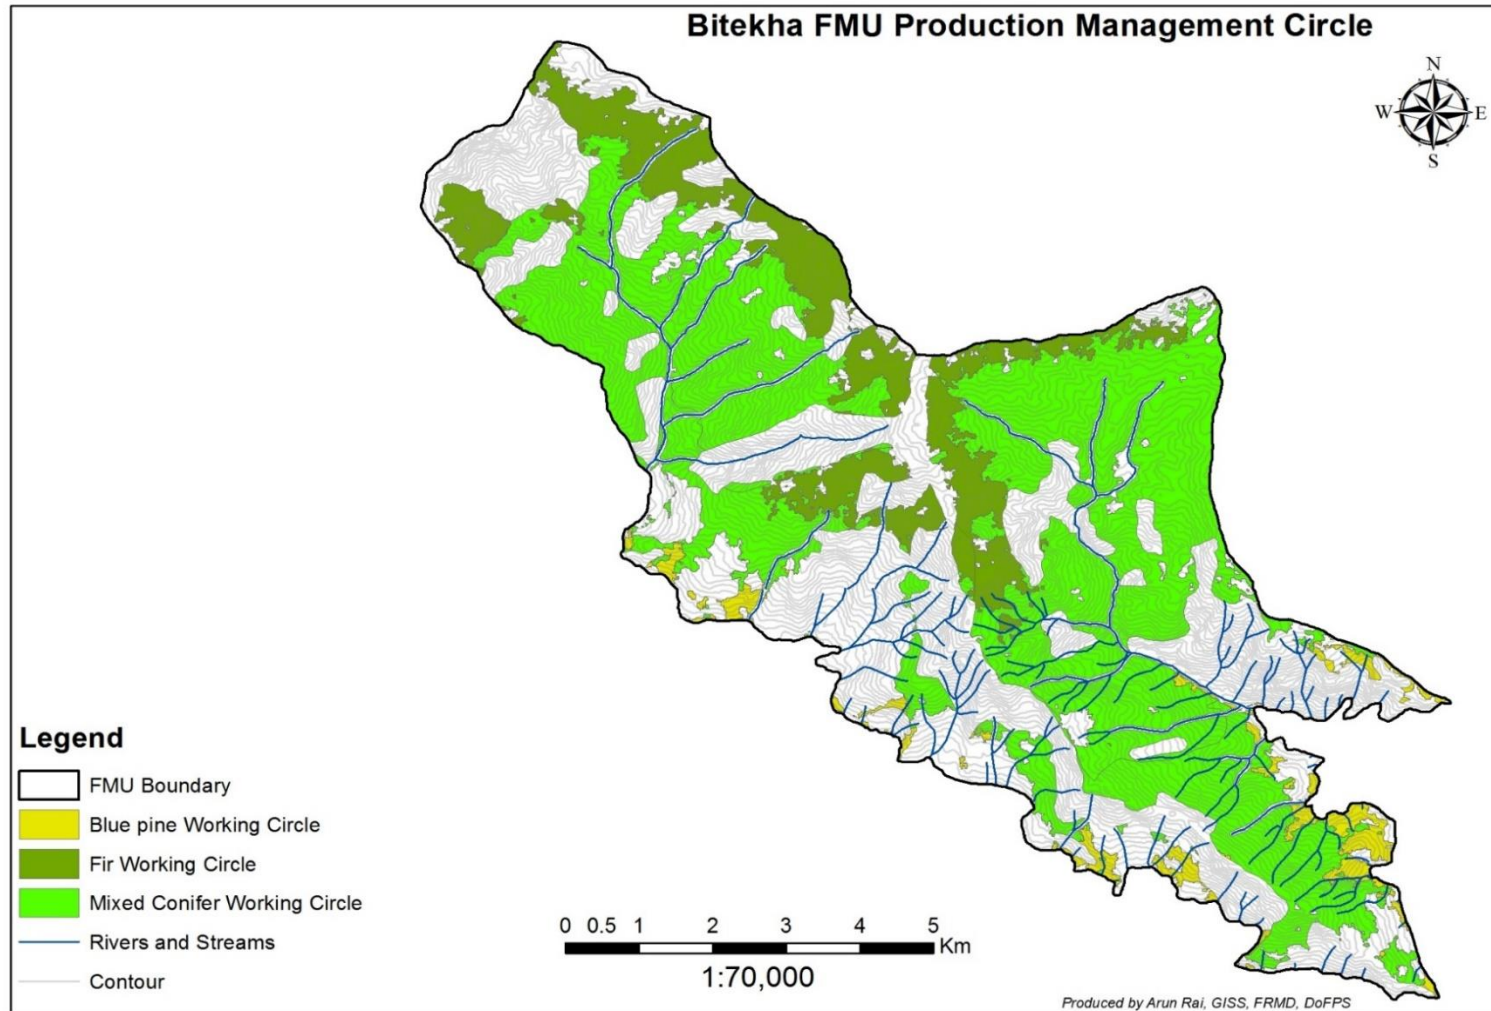 Bitekha FMU Production Management Circle
N
W E
S
Legend
FMU Boundary
Blue pine Working Circle
Fir Working Circle
Mixed Conifer Working Circle
Rivers and Streams
Contour
0 0.5 1 2 3 4 5
Km
1:70,000
Produced by Arun Rai, GISS, FRMD, DoFPS